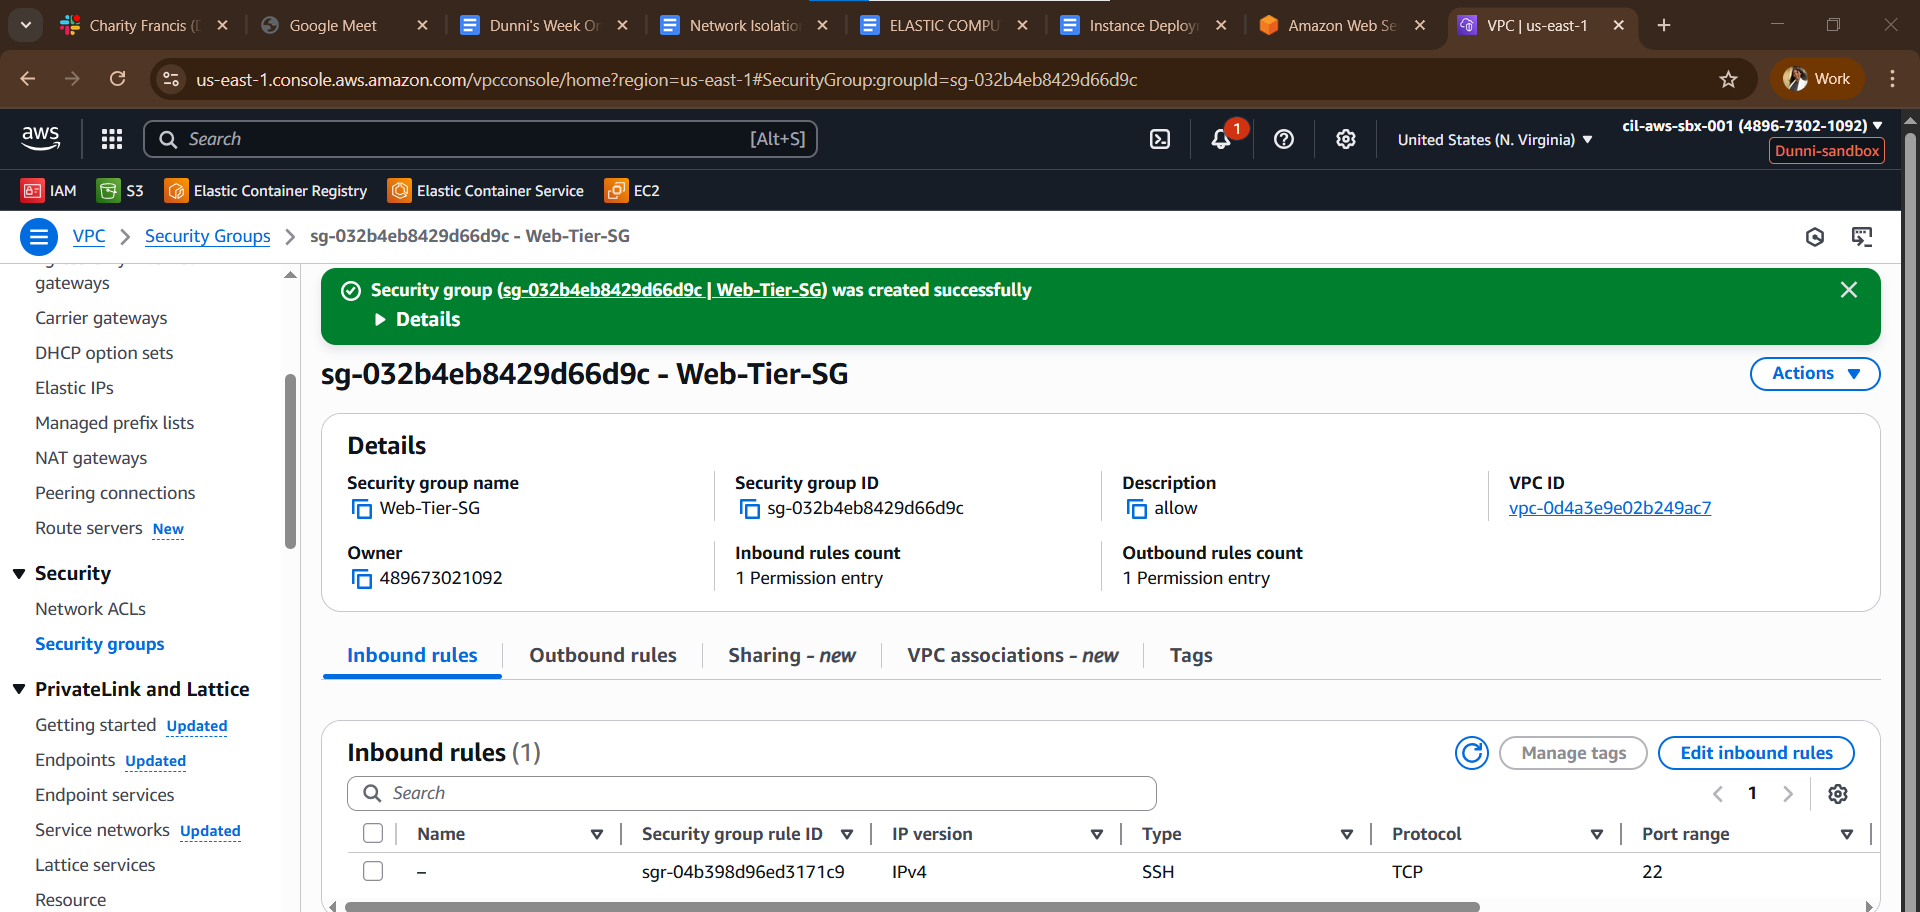 Charity Francis (
Google Meet
Dunni's Week On
Network Isolatio
ELASTIC COMPU
Instance Deploy
Amazon Web Se
VPC | us-east-1
us-east-1.console.aws.amazon.com/vpcconsole/home?region=us-east-1#SecurityGroup:groupId=sg-032b4eb8429d66d9c
Work
aws
Search
[Alt+S]
1
United States (N. Virginia)
cil-aws-sbx-001 (4896-7302-1092)
Dunni-sandbox
IAM
S3
Elastic Container Registry
Elastic Container Service
EC2
VPC
Security Groups
sg-032b4eb8429d66d9c - Web-Tier-SG
gateways
Carrier gateways
DHCP option sets
Elastic IPs
Managed prefix lists
NAT gateways
Peering connections
Route servers New
Security
Network ACLs
Security groups
PrivateLink and Lattice
Getting started Updated
Endpoints Updated
Endpoint services
Service networks Updated
Lattice services
Resource
Security group (sg-032b4eb8429d66d9c | Web-Tier-SG) was created successfully
Details
sg-032b4eb8429d66d9c - Web-Tier-SG
Actions
Details
Security group name
Web-Tier-SG
Security group ID
sg-032b4eb8429d66d9c
Description
allow
VPC ID
vpc-0d4a3e9e02b249ac7
Owner
489673021092
Inbound rules count
1 Permission entry
Outbound rules count
1 Permission entry
Inbound rules
Outbound rules
Sharing - new
VPC associations - new
Tags
Inbound rules (1)
Manage tags
Edit inbound rules
Search
1
Name
Security group rule ID
IP version
Type
Protocol
Port range
–
sgr-04b398d96ed3171c9
IPv4
SSH
TCP
22